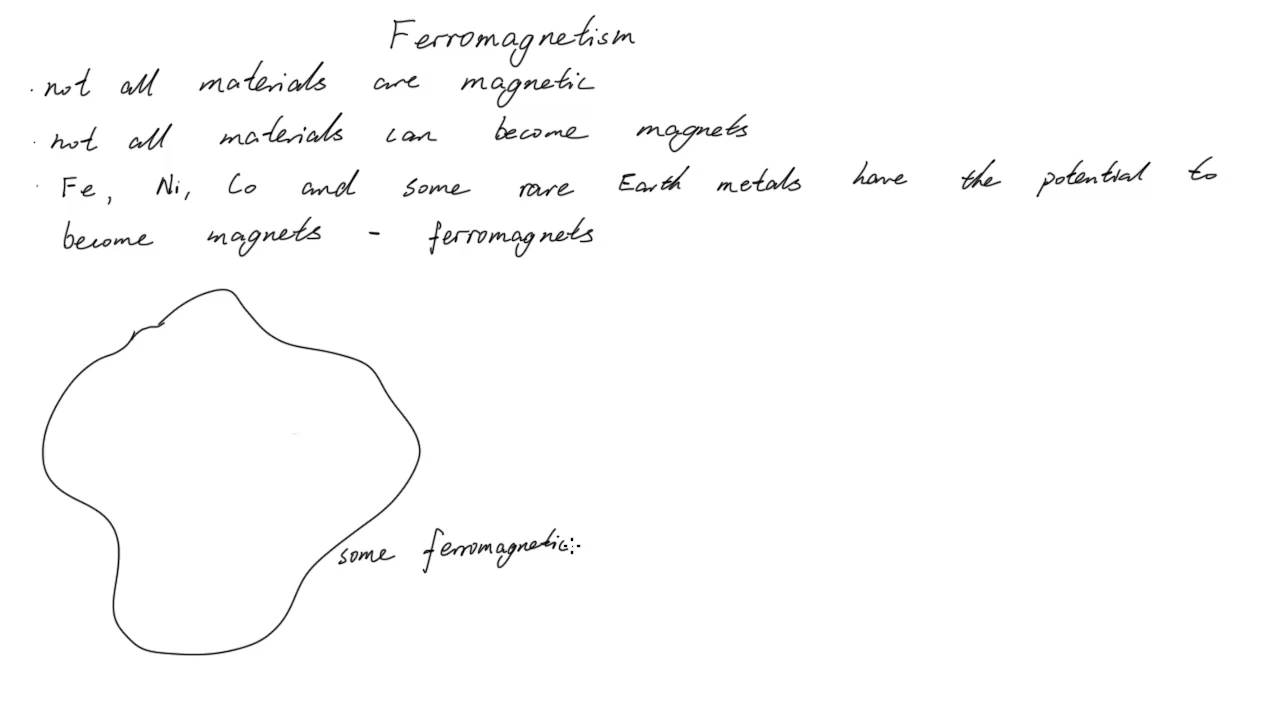 Ferromagnetism
· not all materials are magnetic
· not all materials can become magnets
· Fe, Ni, Co and some rare Earth metals have the potential to
become magnets - ferromagnets
some ferromagnetic